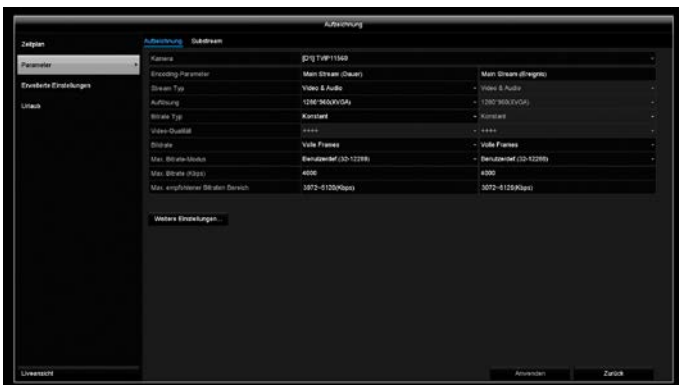 Aufzeichnung
Zeitplan
Parameter
Erweiterte Einstellungen
Urlaub
Aufzeichnung Substream
Kamera [D1] TVIP11560
Encoding-Parameter Main Stream (Dauer) Main Stream (Ereignis)
Stream Typ Video & Audio Video & Audio
Auflösung 1280*960(XVGA) 1280*960(XVGA)
Bitrate Typ Konstant Konstant
Video-Qualität ++++ ++++
Bildrate Volle Frames Volle Frames
Max. Bitrate-Modus Benutzerdef (32-12288) Benutzerdef (32-12288)
Max. Bitrate (Kbps) 4000 4000
Max. empfohlener Bitraten Bereich 3072~5120(Kbps) 3072~5120(Kbps)
Weitere Einstellungen...
Liveansicht Anwenden Zurück